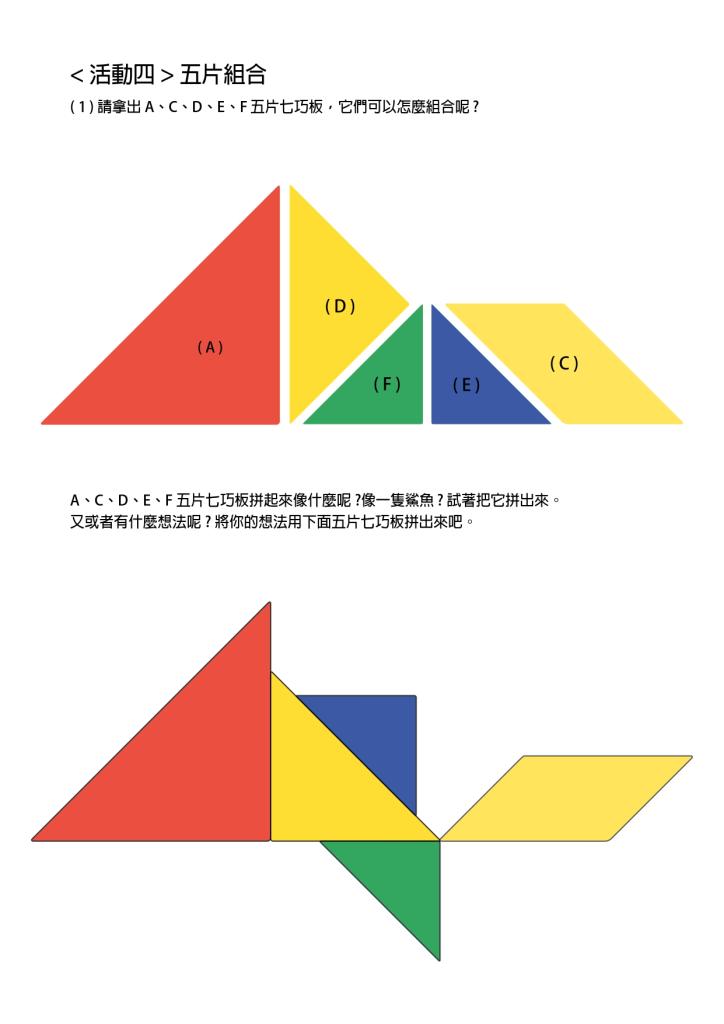 < 活動四 > 五片組合
( 1 ) 請拿出 A、C、D、E、F 五片七巧板，它們可以怎麼組合呢 ?
( A )
( D )
( F )
( E )
( C )
A、C、D、E、F 五片七巧板拼起來像什麼呢 ?像一隻鯊魚 ? 試著把它拼出來。
又或者有什麼想法呢 ? 將你的想法用下面五片七巧板拼出來吧。